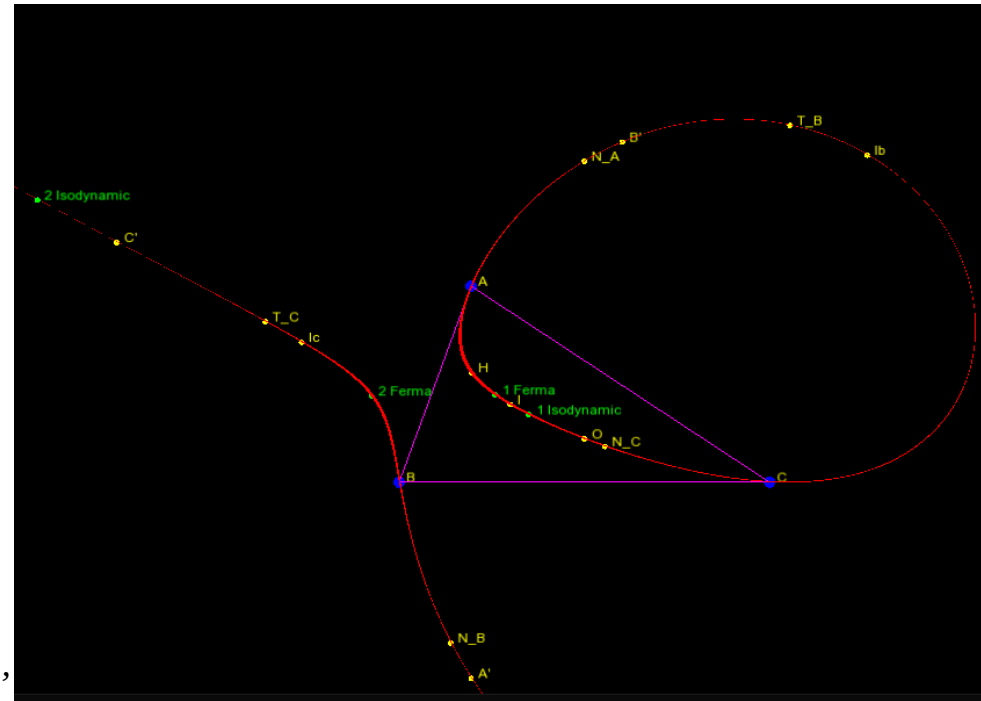 T_B
B'
Ib
N_A
2 Isodynamic
C'
A
T_C
Ic
H
2 Ferma
1 Ferma
I
1 Isodynamic
O
N_C
B
C
N_B
A'
,